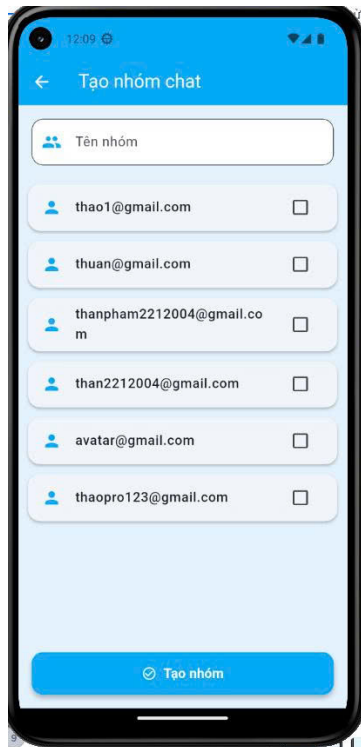 12:09
Tạo nhóm chat
Tên nhóm
thao1@gmail.com
thuan@gmail.com
thanpham2212004@gmail.co
m
than2212004@gmail.com
avatar@gmail.com
thaopro123@gmail.com
Tạo nhóm
9